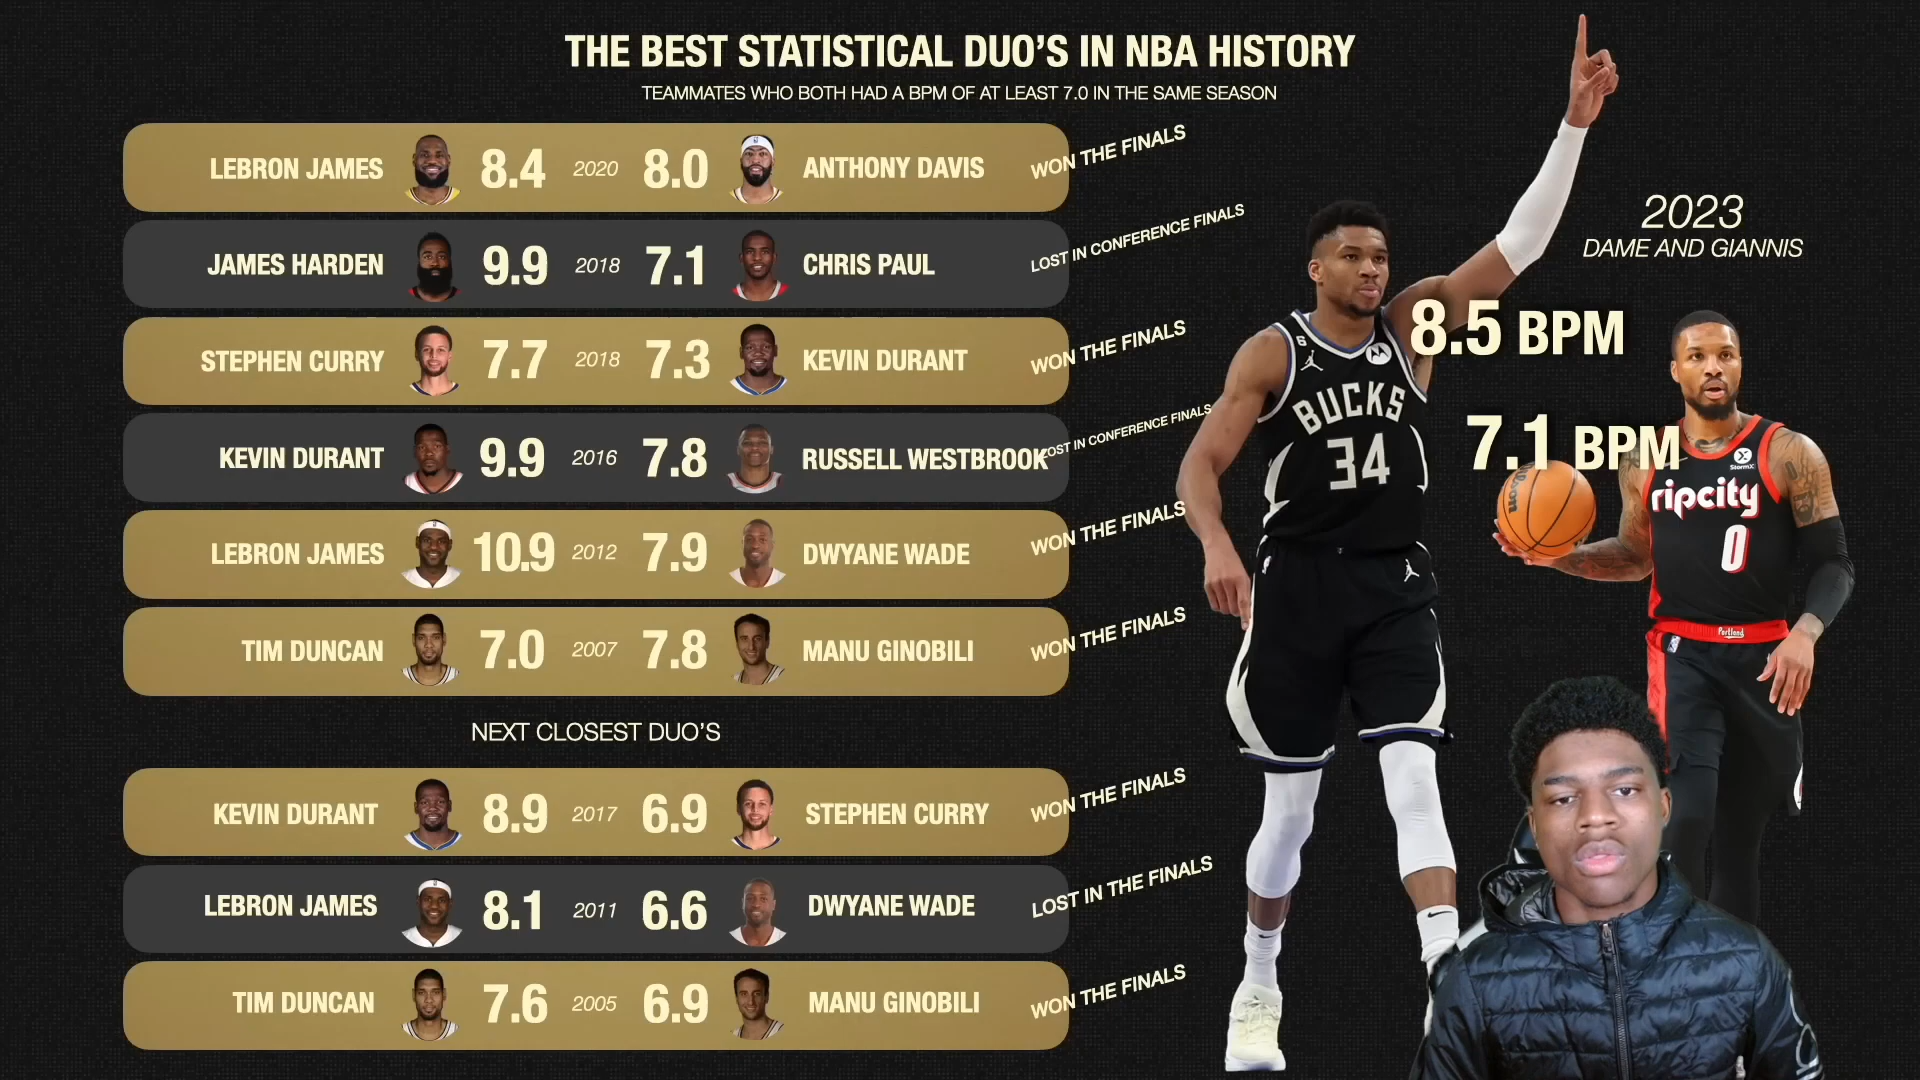 THE BEST STATISTICAL DUO'S IN NBA HISTORY
TEAMMATES WHO BOTH HAD A BPM OF AT LEAST 7.0 IN THE SAME SEASON
LEBRON JAMES 8.4 2020 8.0 ANTHONY DAVIS WON THE FINALS
JAMES HARDEN 9.9 2018 7.1 CHRIS PAUL LOST IN CONFERENCE FINALS
STEPHEN CURRY 7.7 2018 7.3 KEVIN DURANT WON THE FINALS
KEVIN DURANT 9.9 2016 7.8 RUSSELL WESTBROOK LOST IN CONFERENCE FINALS
LEBRON JAMES 10.9 2012 7.9 DWYANE WADE WON THE FINALS
TIM DUNCAN 7.0 2007 7.8 MANU GINOBILI WON THE FINALS
NEXT CLOSEST DUO'S
KEVIN DURANT 8.9 2017 6.9 STEPHEN CURRY WON THE FINALS
LEBRON JAMES 8.1 2011 6.6 DWYANE WADE LOST IN THE FINALS
TIM DUNCAN 7.6 2005 6.9 MANU GINOBILI WON THE FINALS
2023
DAME AND GIANNIS
8.5 BPM
7.1 BPM
6
BUCKS
34
StormX
ripcity
0
Portland